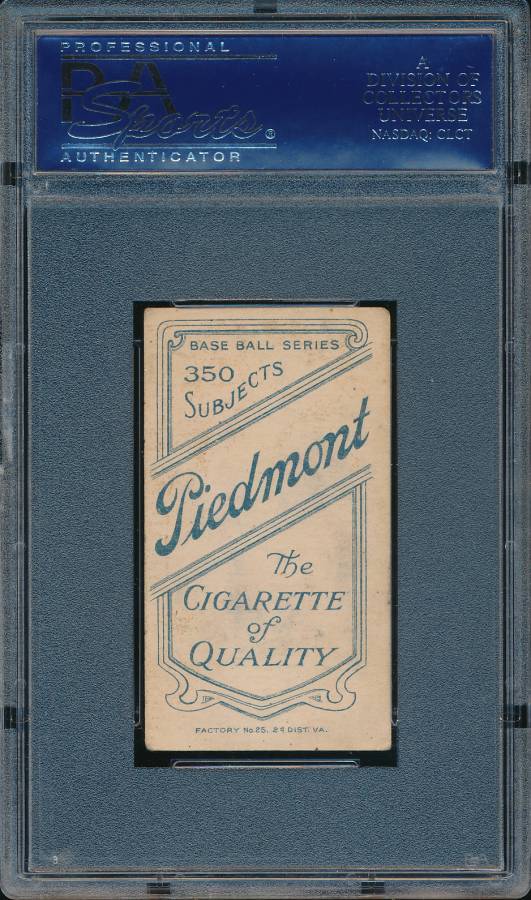 PROFESSIONAL
PSA
Sports®
AUTHENTICATOR
A
DIVISION OF
COLLECTORS
UNIVERSE
NASDAQ: CLCT
BASE BALL SERIES
350
SUBJECTS
Piedmont
The
CIGARETTE
of
QUALITY
FACTORY No. 25, 2d DIST. VA.